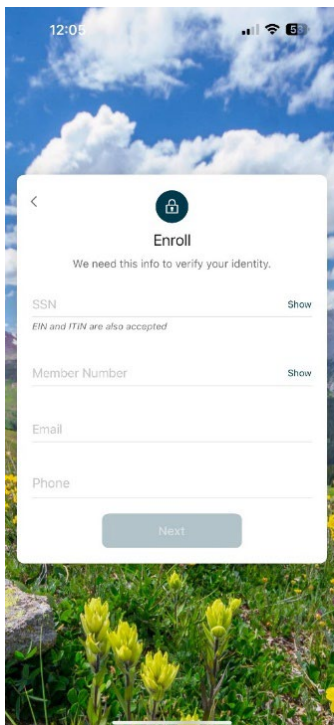 12:05
53
Enroll
We need this info to verify your identity.
SSN
Show
EIN and ITIN are also accepted
Member Number
Show
Email
Phone
Next